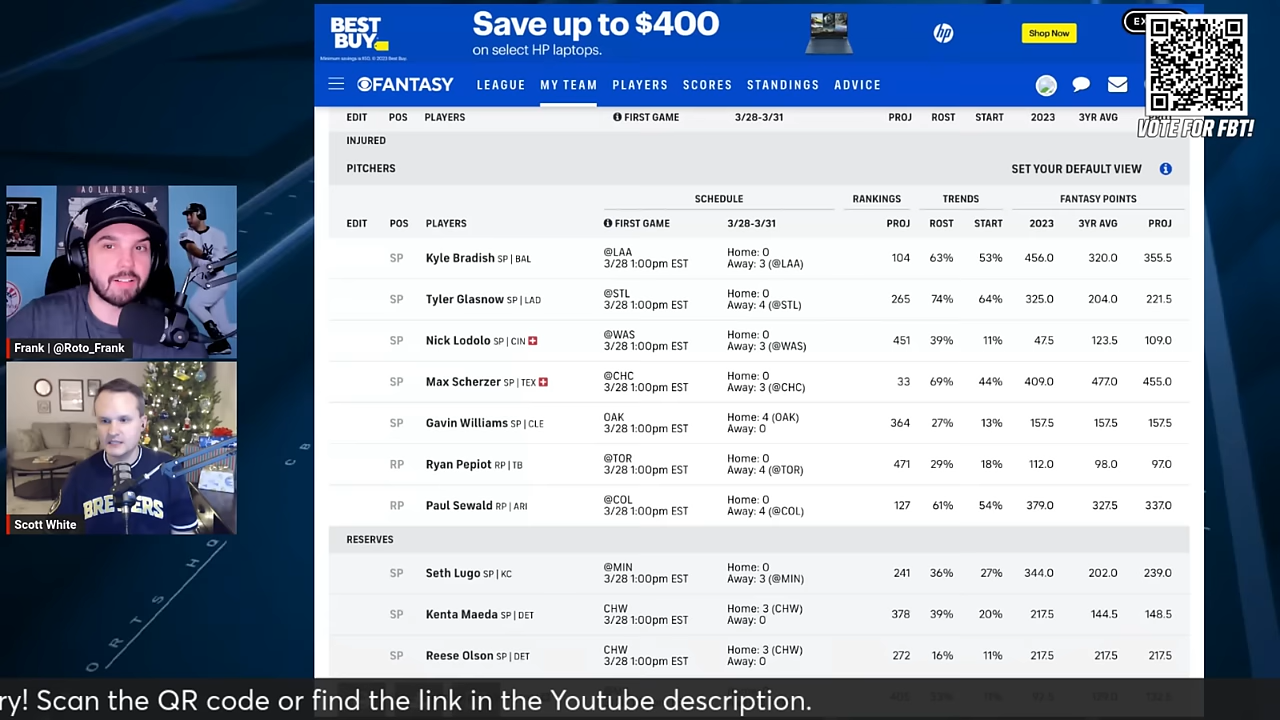 BEST BUY
Minimum savings is $50. © 2023 Best Buy.
Save up to $400
on select HP laptops.
hp
Shop Now
EX
VOTE FOR FBT!
FANTASY LEAGUE MY TEAM PLAYERS SCORES STANDINGS ADVICE
EDIT POS PLAYERS FIRST GAME 3/28-3/31 PROJ ROST START 2023 3YR AVG
INJURED
PITCHERS SET YOUR DEFAULT VIEW
SCHEDULE RANKINGS TRENDS FANTASY POINTS
EDIT POS PLAYERS FIRST GAME 3/28-3/31 PROJ ROST START 2023 3YR AVG PROJ
SP Kyle Bradish SP | BAL @LAA 3/28 1:00pm EST Home: 0 Away: 3 (@LAA) 104 63% 53% 456.0 320.0 355.5
SP Tyler Glasnow SP | LAD @STL 3/28 1:00pm EST Home: 0 Away: 4 (@STL) 265 74% 64% 325.0 204.0 221.5
SP Nick Lodolo SP | CIN @WAS 3/28 1:00pm EST Home: 0 Away: 3 (@WAS) 451 39% 11% 47.5 123.5 109.0
SP Max Scherzer SP | TEX @CHC 3/28 1:00pm EST Home: 0 Away: 3 (@CHC) 33 69% 44% 409.0 477.0 455.0
SP Gavin Williams SP | CLE OAK 3/28 1:00pm EST Home: 4 (OAK) Away: 0 364 27% 13% 157.5 157.5 157.5
RP Ryan Pepiot RP | TB @TOR 3/28 1:00pm EST Home: 0 Away: 4 (@TOR) 471 29% 18% 112.0 98.0 97.0
RP Paul Sewald RP | ARI @COL 3/28 1:00pm EST Home: 0 Away: 4 (@COL) 127 61% 54% 379.0 327.5 337.0
RESERVES
SP Seth Lugo SP | KC @MIN 3/28 1:00pm EST Home: 0 Away: 3 (@MIN) 241 36% 27% 344.0 202.0 239.0
SP Kenta Maeda SP | DET CHW 3/28 1:00pm EST Home: 3 (CHW) Away: 0 378 39% 20% 217.5 144.5 148.5
SP Reese Olson SP | DET CHW 3/28 1:00pm EST Home: 3 (CHW) Away: 0 272 16% 11% 217.5 217.5 217.5
Frank | @Roto_Frank
BREWERS
Scott White
ORTS HQ
CB
ry! Scan the QR code or find the link in the Youtube description.